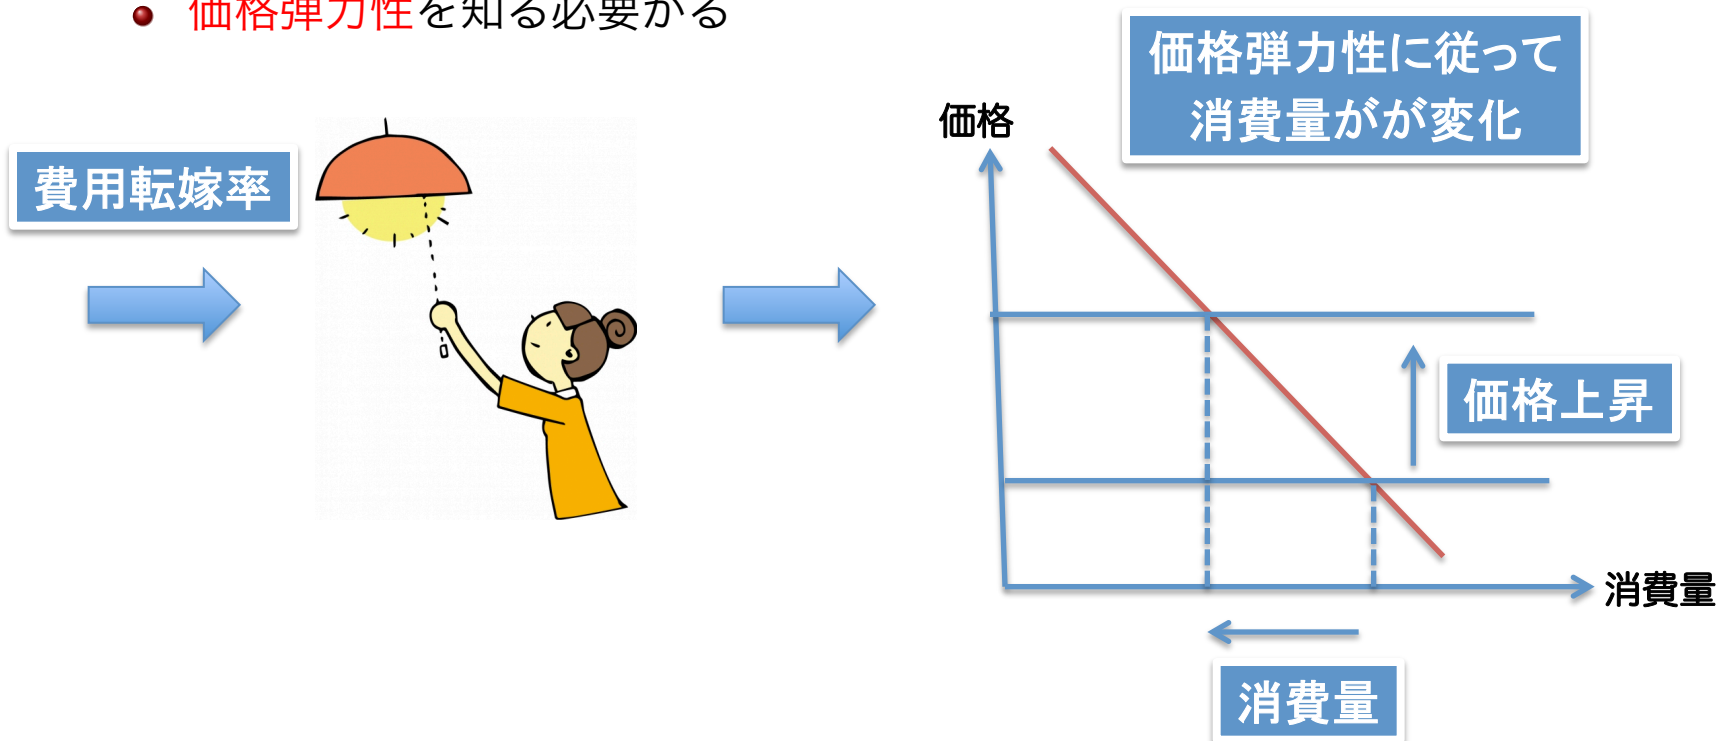 価格弾力性を知る必要がる
価格弾力性に従って
消費量がが変化
価格
費用転嫁率
価格上昇
消費量
消費量